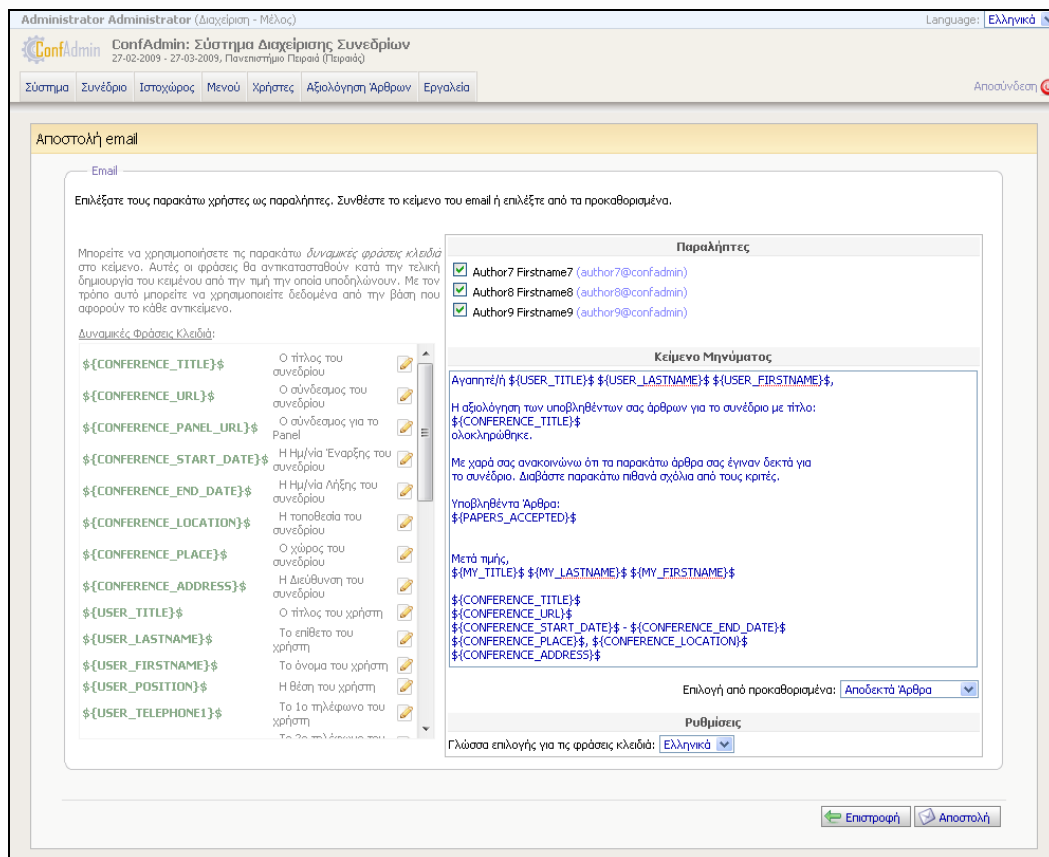 Administrator Administrator (Διαχείριση - Μέλος)
Language: Ελληνικά
ConfAdmin
ConfAdmin: Σύστημα Διαχείρισης Συνεδρίων
27-02-2009 - 27-03-2009, Πανεπιστήμιο Πειραιά (Πειραιάς)
Σύστημα Συνέδριο Ιστοχώρος Μενού Χρήστες Αξιολόγηση Άρθρων Εργαλεία
Αποσύνδεση
Αποστολή email
Email
Επιλέξατε τους παρακάτω χρήστες ως παραλήπτες. Συνθέστε το κείμενο του email ή επιλέξτε από τα προκαθορισμένα.
Μπορείτε να χρησιμοποιήσετε τις παρακάτω δυναμικές φράσεις κλειδιά
στο κείμενο. Αυτές οι φράσεις θα αντικατασταθούν κατά την τελική
δημιουργία του κειμένου από την τιμή την οποία υποδηλώνουν. Με τον
τρόπο αυτό μπορείτε να χρησιμοποιείτε δεδομένα από την βάση που
αφορούν το κάθε αντικείμενο.
Δυναμικές Φράσεις Κλειδιά:
${CONFERENCE_TITLE}$ Ο τίτλος του
συνεδρίου
${CONFERENCE_URL}$ Ο σύνδεσμος του
συνεδρίου
${CONFERENCE_PANEL_URL}$ Ο σύνδεσμος για το
Panel
${CONFERENCE_START_DATE}$ Η Ημ/νία Έναρξης του
συνεδρίου
${CONFERENCE_END_DATE}$ Η Ημ/νία Λήξης του
συνεδρίου
${CONFERENCE_LOCATION}$ Η τοποθεσία του
συνεδρίου
${CONFERENCE_PLACE}$ Ο χώρος του
συνεδρίου
${CONFERENCE_ADDRESS}$ Η Διεύθυνση του
συνεδρίου
${USER_TITLE}$ Ο τίτλος του χρήστη
${USER_LASTNAME}$ Το επίθετο του
χρήστη
${USER_FIRSTNAME}$ Το όνομα του χρήστη
${USER_POSITION}$ Η θέση του χρήστη
${USER_TELEPHONE1}$ Το 1ο τηλέφωνο του
χρήστη
Το 2ο τηλέφωνο του
Παραλήπτες
Author7 Firstname7 (author7@confadmin)
Author8 Firstname8 (author8@confadmin)
Author9 Firstname9 (author9@confadmin)
Κείμενο Μηνύματος
Αγαπητέ/ή ${USER_TITLE}$ ${USER_LASTNAME}$ ${USER_FIRSTNAME}$,
Η αξιολόγηση των υποβληθέντων σας άρθρων για το συνέδριο με τίτλο:
${CONFERENCE_TITLE}$
ολοκληρώθηκε.
Με χαρά σας ανακοινώνω ότι τα παρακάτω άρθρα σας έγιναν δεκτά για
το συνέδριο. Διαβάστε παρακάτω πιθανά σχόλια από τους κριτές.
Υποβληθέντα Άρθρα:
${PAPERS_ACCEPTED}$
Μετά τιμής,
${MY_TITLE}$ ${MY_LASTNAME}$ ${MY_FIRSTNAME}$
${CONFERENCE_TITLE}$
${CONFERENCE_URL}$
${CONFERENCE_START_DATE}$ - ${CONFERENCE_END_DATE}$
${CONFERENCE_PLACE}$, ${CONFERENCE_LOCATION}$
${CONFERENCE_ADDRESS}$
Επιλογή από προκαθορισμένα: Αποδεκτά Άρθρα
Ρυθμίσεις
Γλώσσα επιλογής για τις φράσεις κλειδιά: Ελληνικά
Επιστροφή Αποστολή